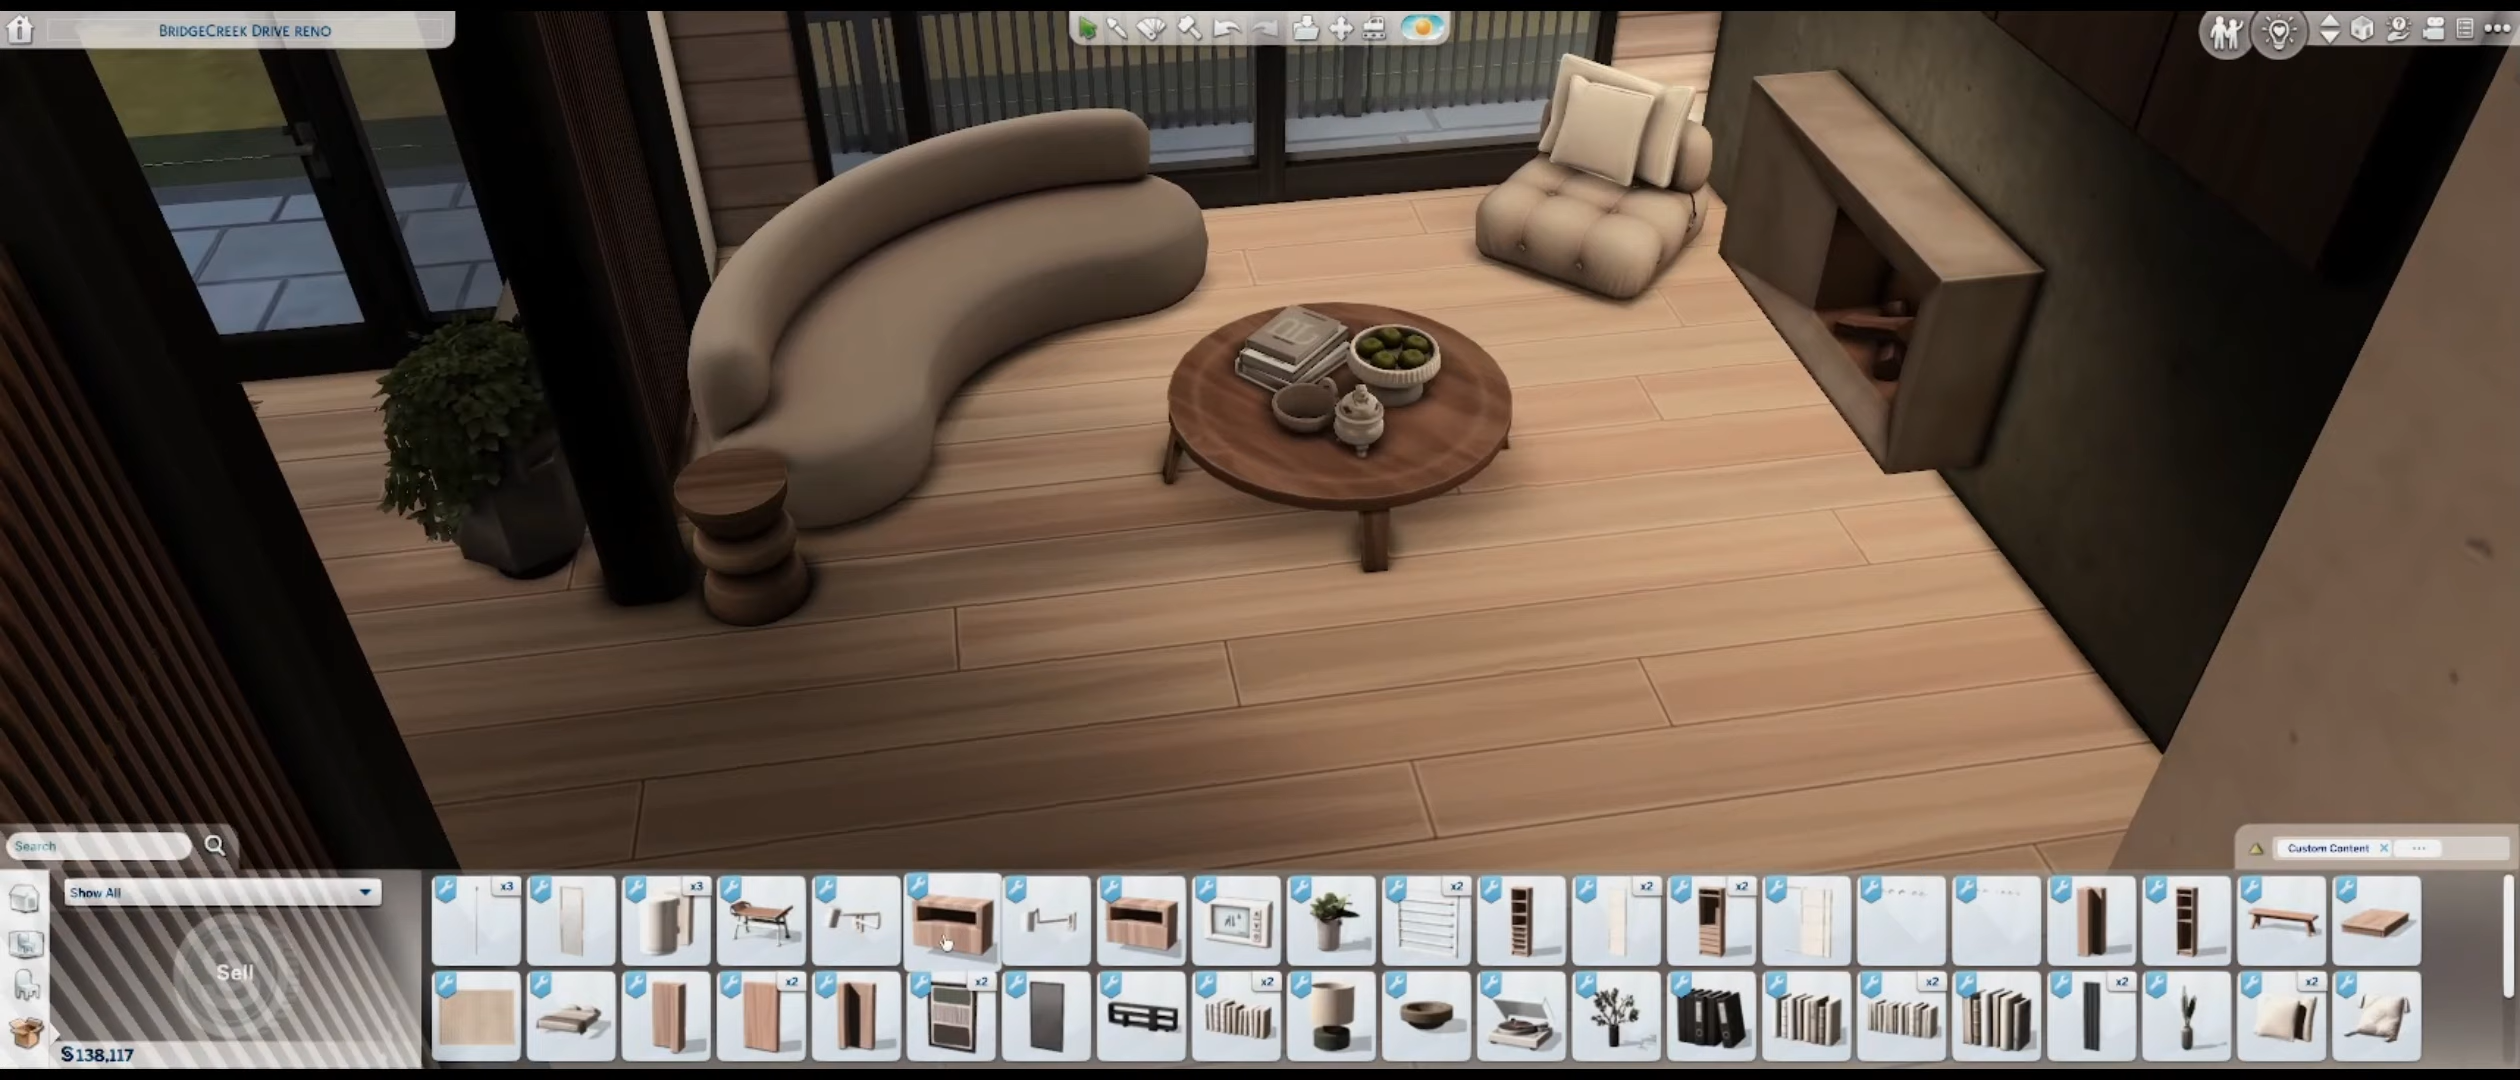 BRIDGECREEK DRIVE RENO
Search
Custom Content
...
Show All
Sell
§138,117
x3
x3
x2
x2
x2
x2
x2
x2
x2
x2
x2